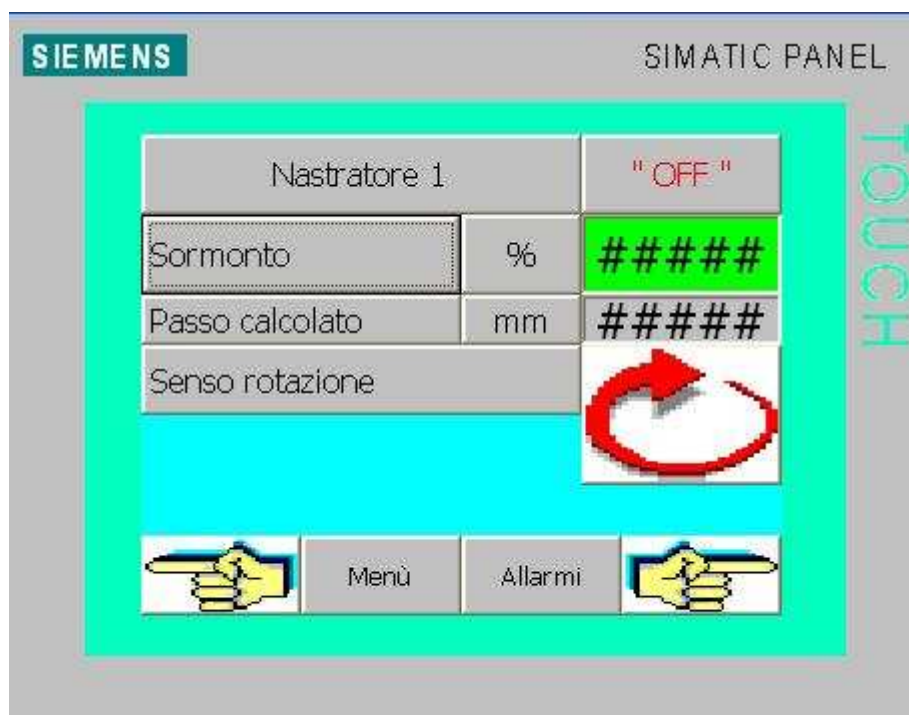 SIEMENS
SIMATIC PANEL
TOUCH
Nastratore 1
" OFF "
Sormonto
%
#####
Passo calcolato
mm
#####
Senso rotazione
Menù
Allarmi